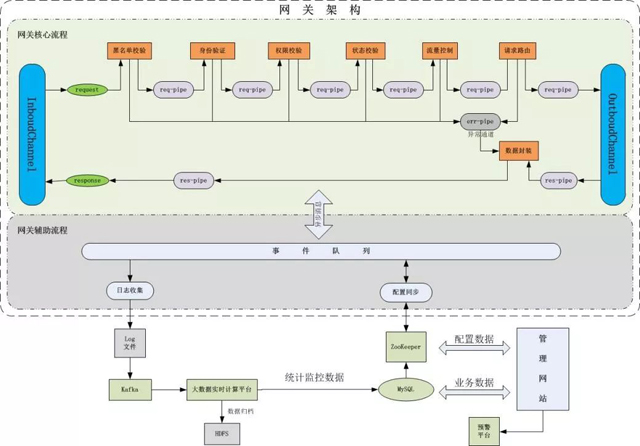 网关架构
网关核心流程
黑名单校验
身份验证
权限校验
状态校验
流量控制
请求路由
InboudChannel
request
req-pipe
req-pipe
req-pipe
req-pipe
req-pipe
req-pipe
OutboudChannel
err-pipe
异常通道
数据封装
response
res-pipe
res-pipe
网关辅助流程
事件队列
日志收集
配置同步
Log
文件
ZooKeeper
配置数据
管理网站
Kafka
大数据实时计算平台
统计监控数据
MySQL
业务数据
数据归档
HDFS
预警
平台